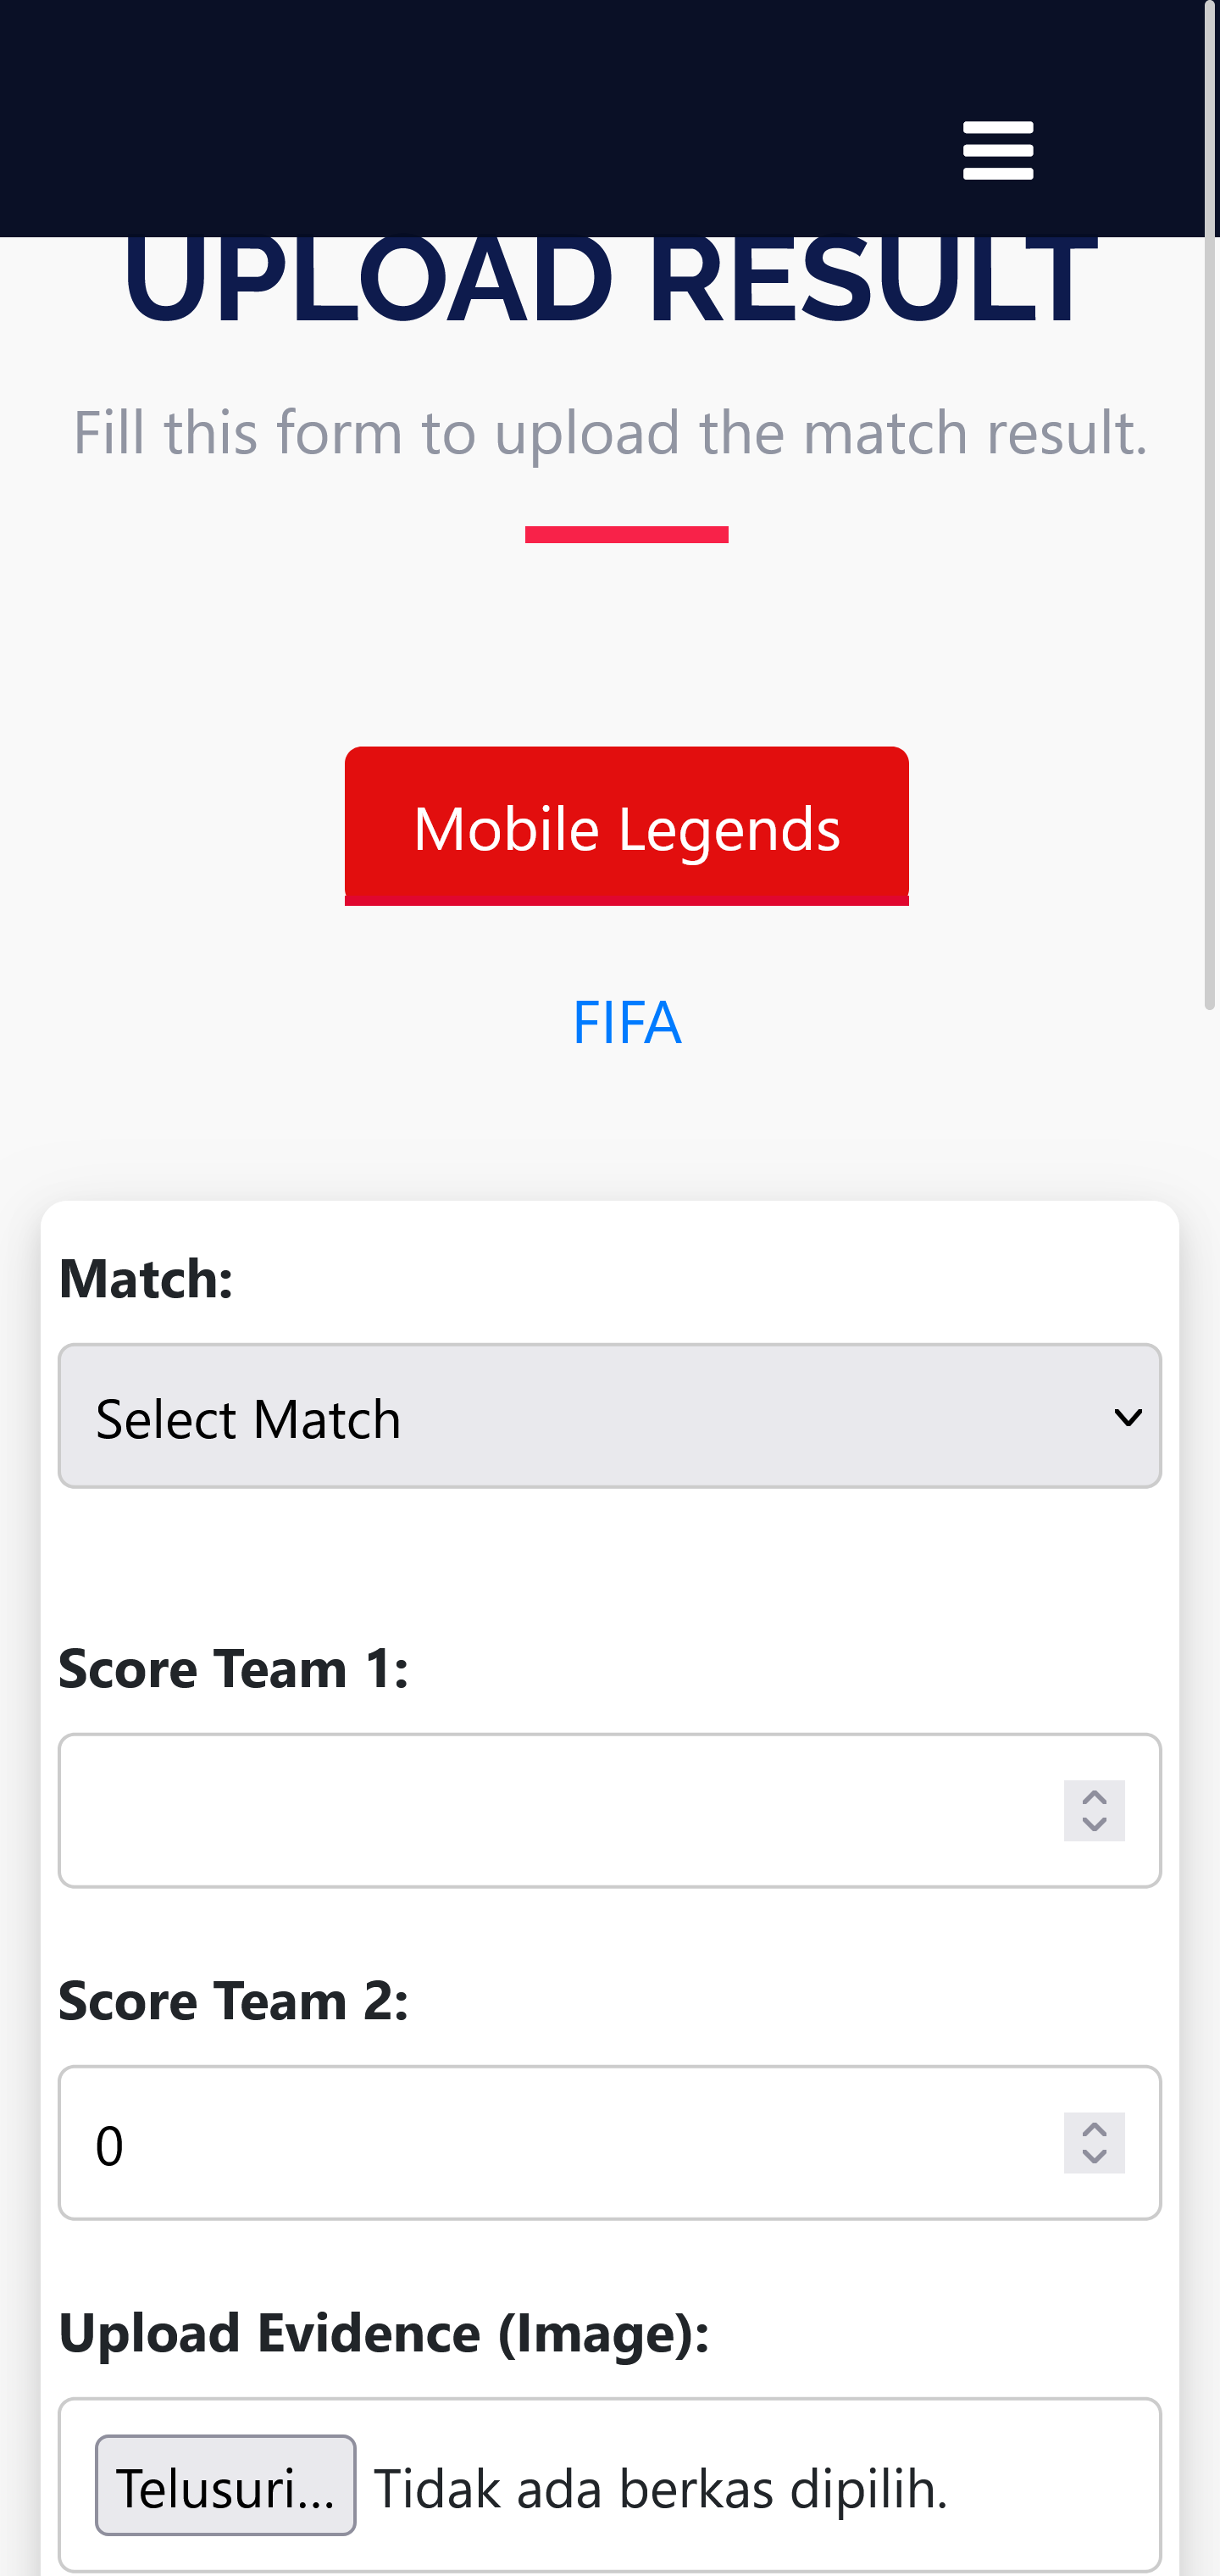 UPLOAD RESULT
Fill this form to upload the match result.
Mobile Legends
FIFA
Match:
Select Match
Score Team 1:
Score Team 2:
0
Upload Evidence (Image):
Telusuri... Tidak ada berkas dipilih.